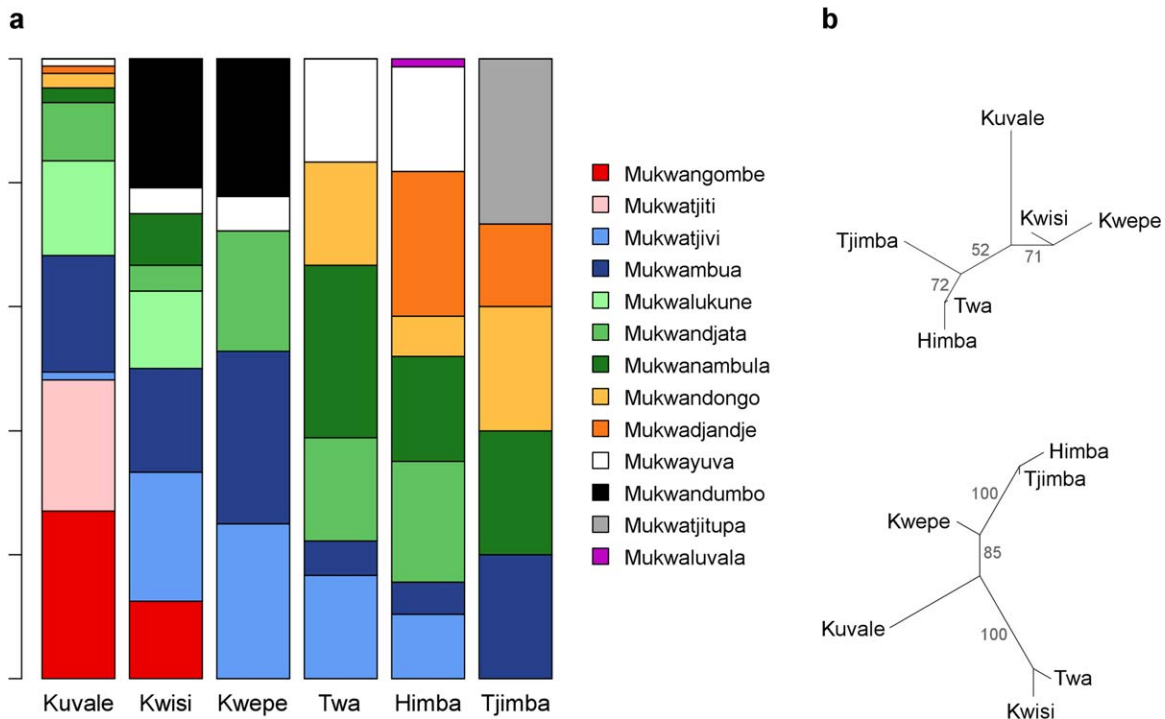 a
Kuvale
Kwisi
Kwepe
Twa
Himba
Tjimba
Mukwangombe
Mukwatjiti
Mukwatjivi
Mukwambua
Mukwalukune
Mukwandjata
Mukwanambula
Mukwandongo
Mukwadjandje
Mukwayuva
Mukwandumbo
Mukwatjitupa
Mukwaluvala
b
Kuvale
Kwisi
Kwepe
Tjimba
52
71
72
Twa
Himba
Himba
Tjimba
100
Kwepe
85
Kuvale
100
Twa
Kwisi